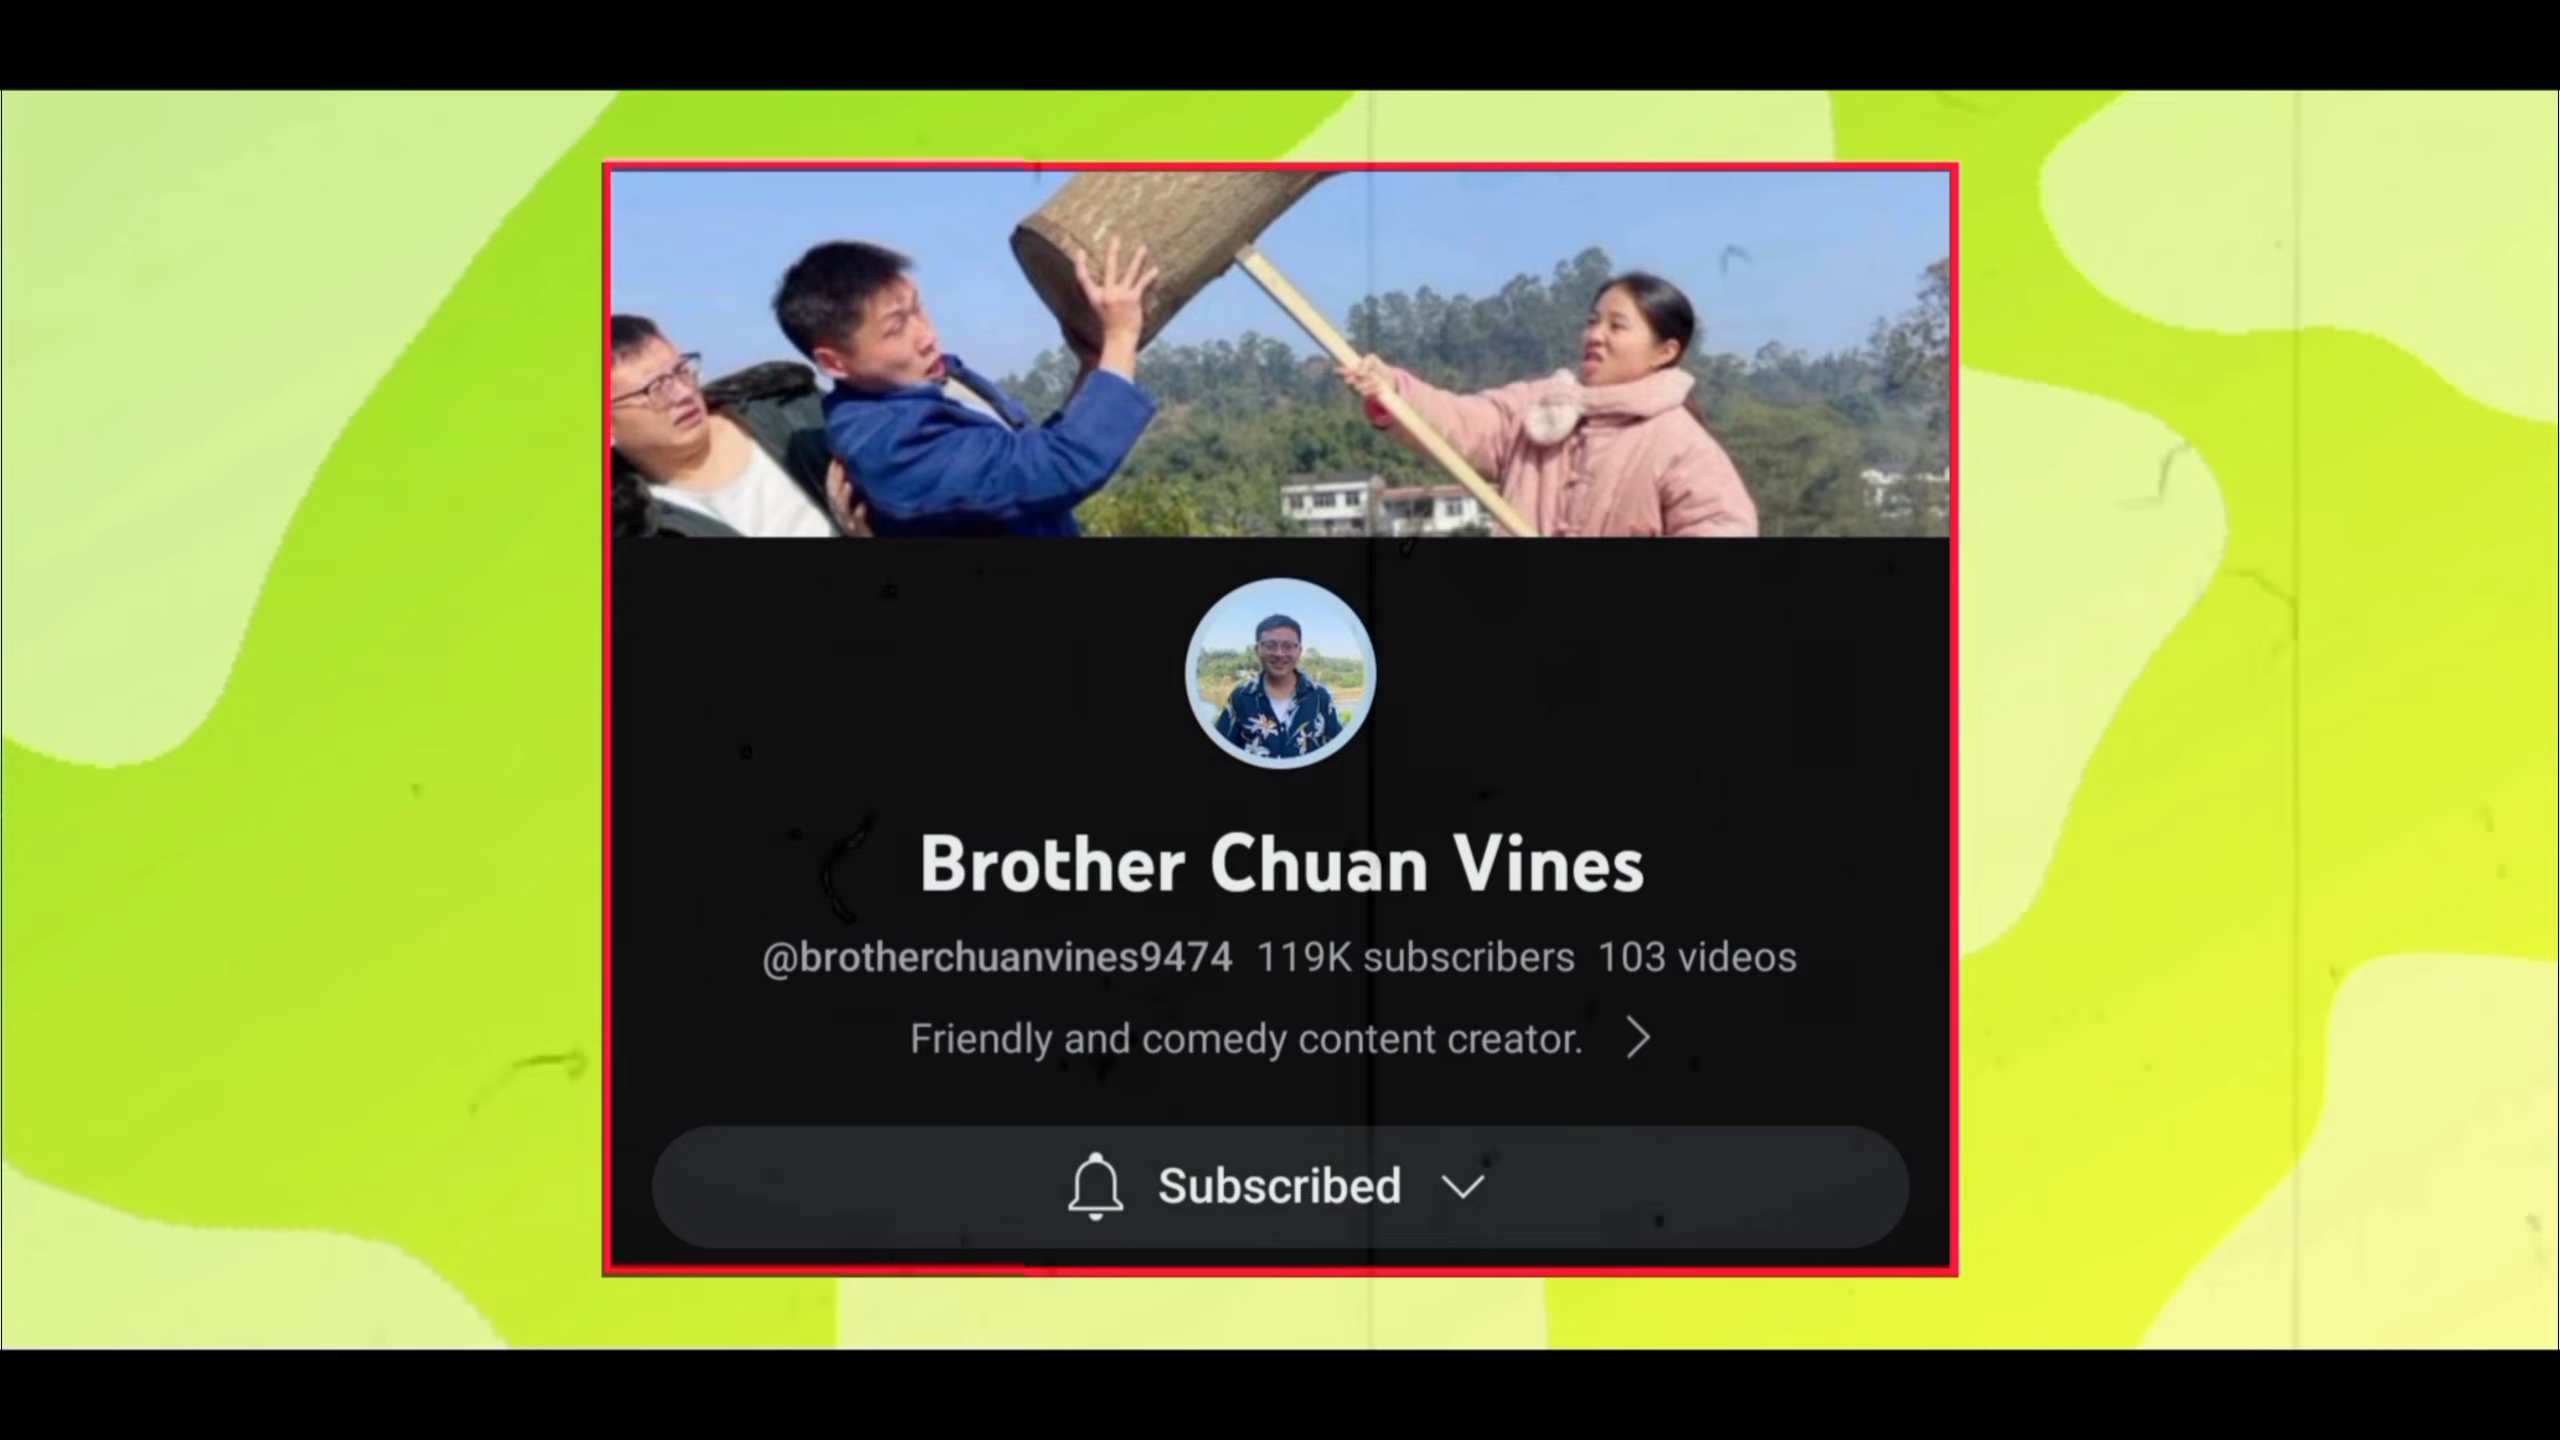 Brother Chuan Vines
@brotherchuanvines9474 119K subscribers 103 videos
Friendly and comedy content creator.
Subscribed